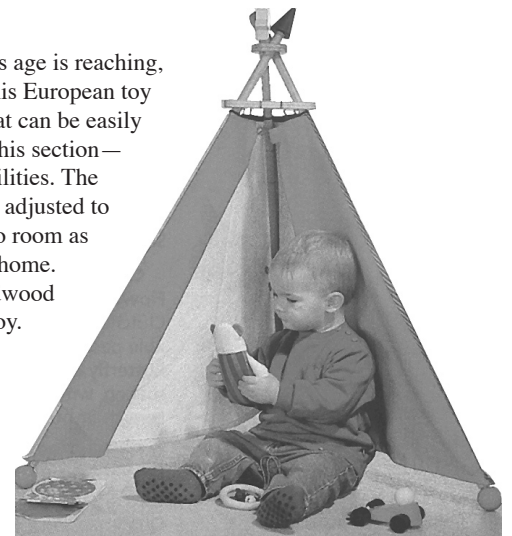 s age is reaching,
is European toy
at can be easily
his section—
ilities. The
adjusted to
o room as
home.
wood
oy.